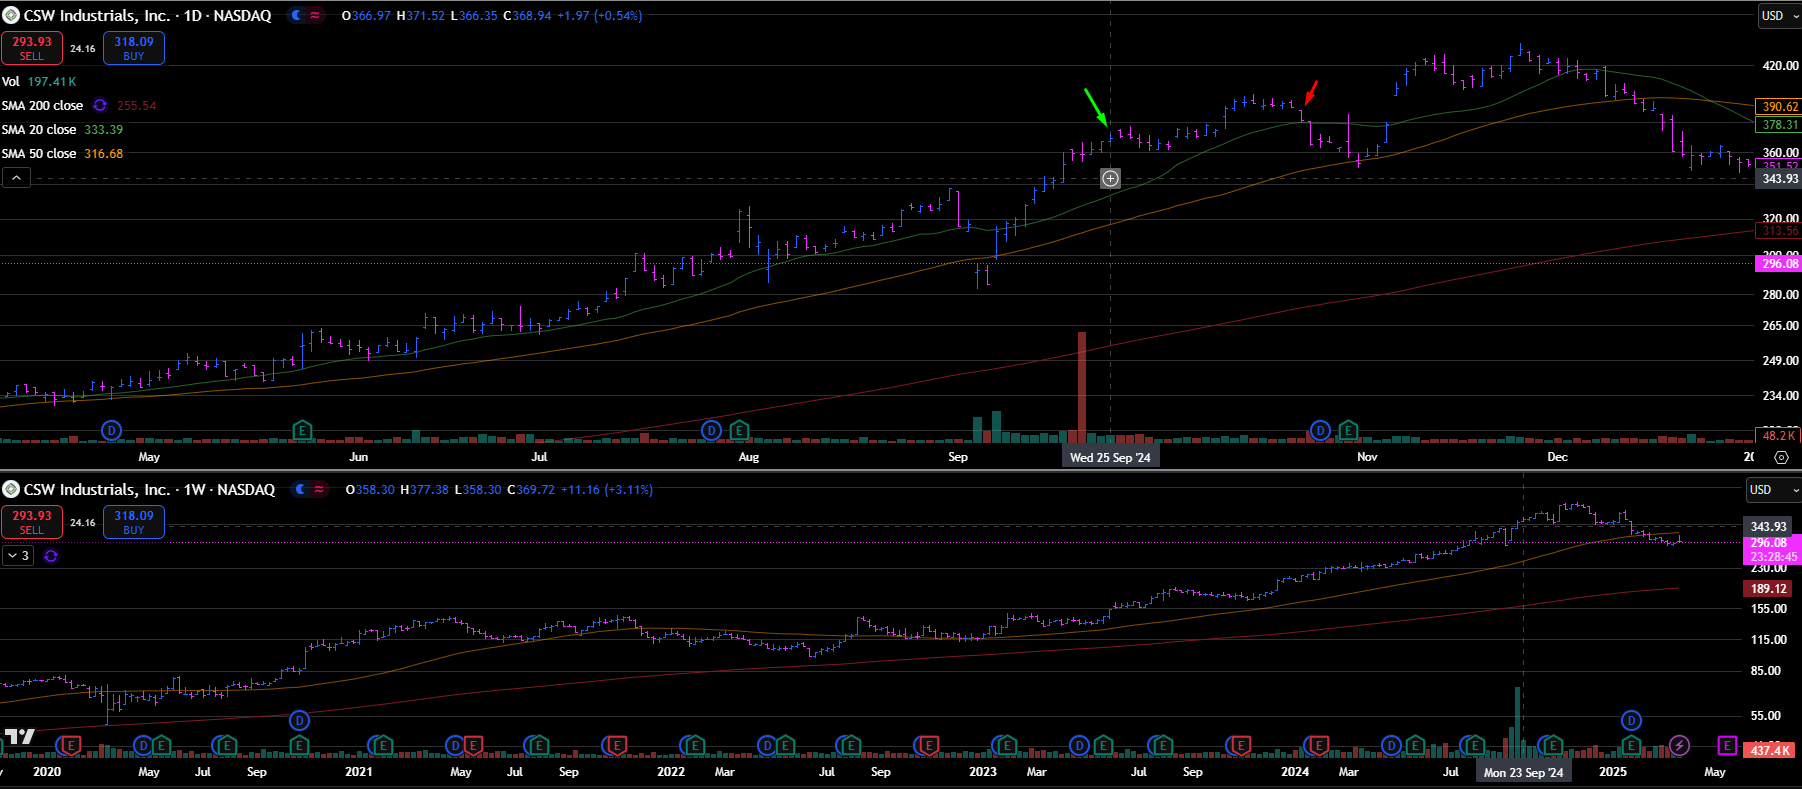 CSW Industrials, Inc. · 1D · NASDAQ O366.97 H371.52 L366.35 C368.94 +1.97 (+0.54%)
USD
293.93 SELL
24.16
318.09 BUY
Vol 197.41K
SMA 200 close 255.54
SMA 20 close 333.39
SMA 50 close 316.68
420.00
390.62
378.31
360.00
351.52
343.93
320.00
313.56
300.00
296.08
280.00
265.00
249.00
234.00
48.2K
D E D E D E
May Jun Jul Aug Sep Wed 25 Sep '24 Nov Dec 20
CSW Industrials, Inc. · 1W · NASDAQ O358.30 H377.38 L358.30 C369.72 +11.16 (+3.11%)
USD
293.93 SELL
24.16
318.09 BUY
3
343.93
296.08
23:28:45
230.00
189.12
155.00
115.00
85.00
55.00
437.4K
D D
E D E E E E D E E E E D E E E E D E E E E D E E E E E
2020 May Jul Sep 2021 May Jul Sep 2022 Mar Jul Sep 2023 Mar Jul Sep 2024 Mar Jul Mon 23 Sep '24 2025 May